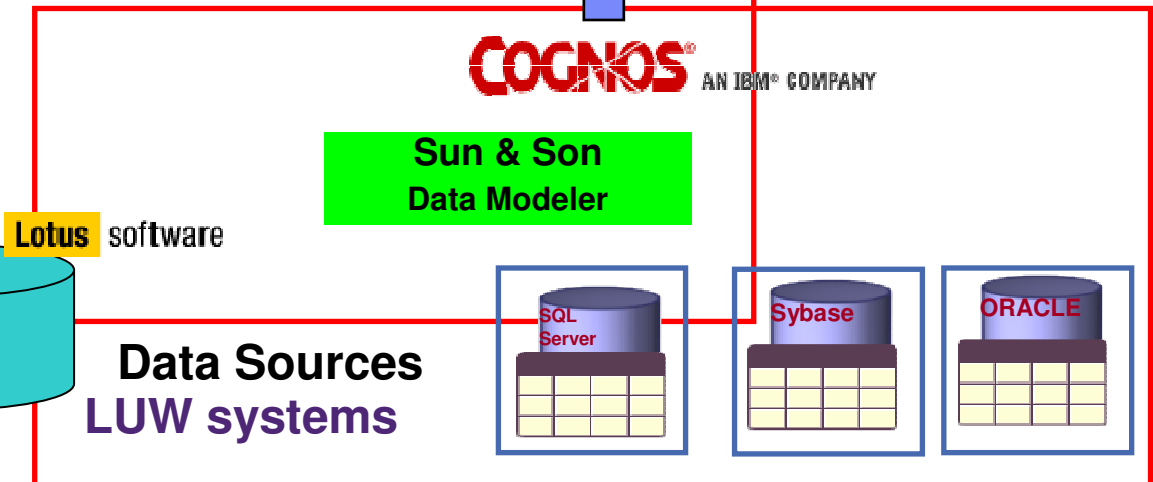 COGNOS® AN IBM® COMPANY
Sun & Son
Data Modeler
Lotus software
SQL
Server
Sybase
ORACLE
Data Sources
LUW systems